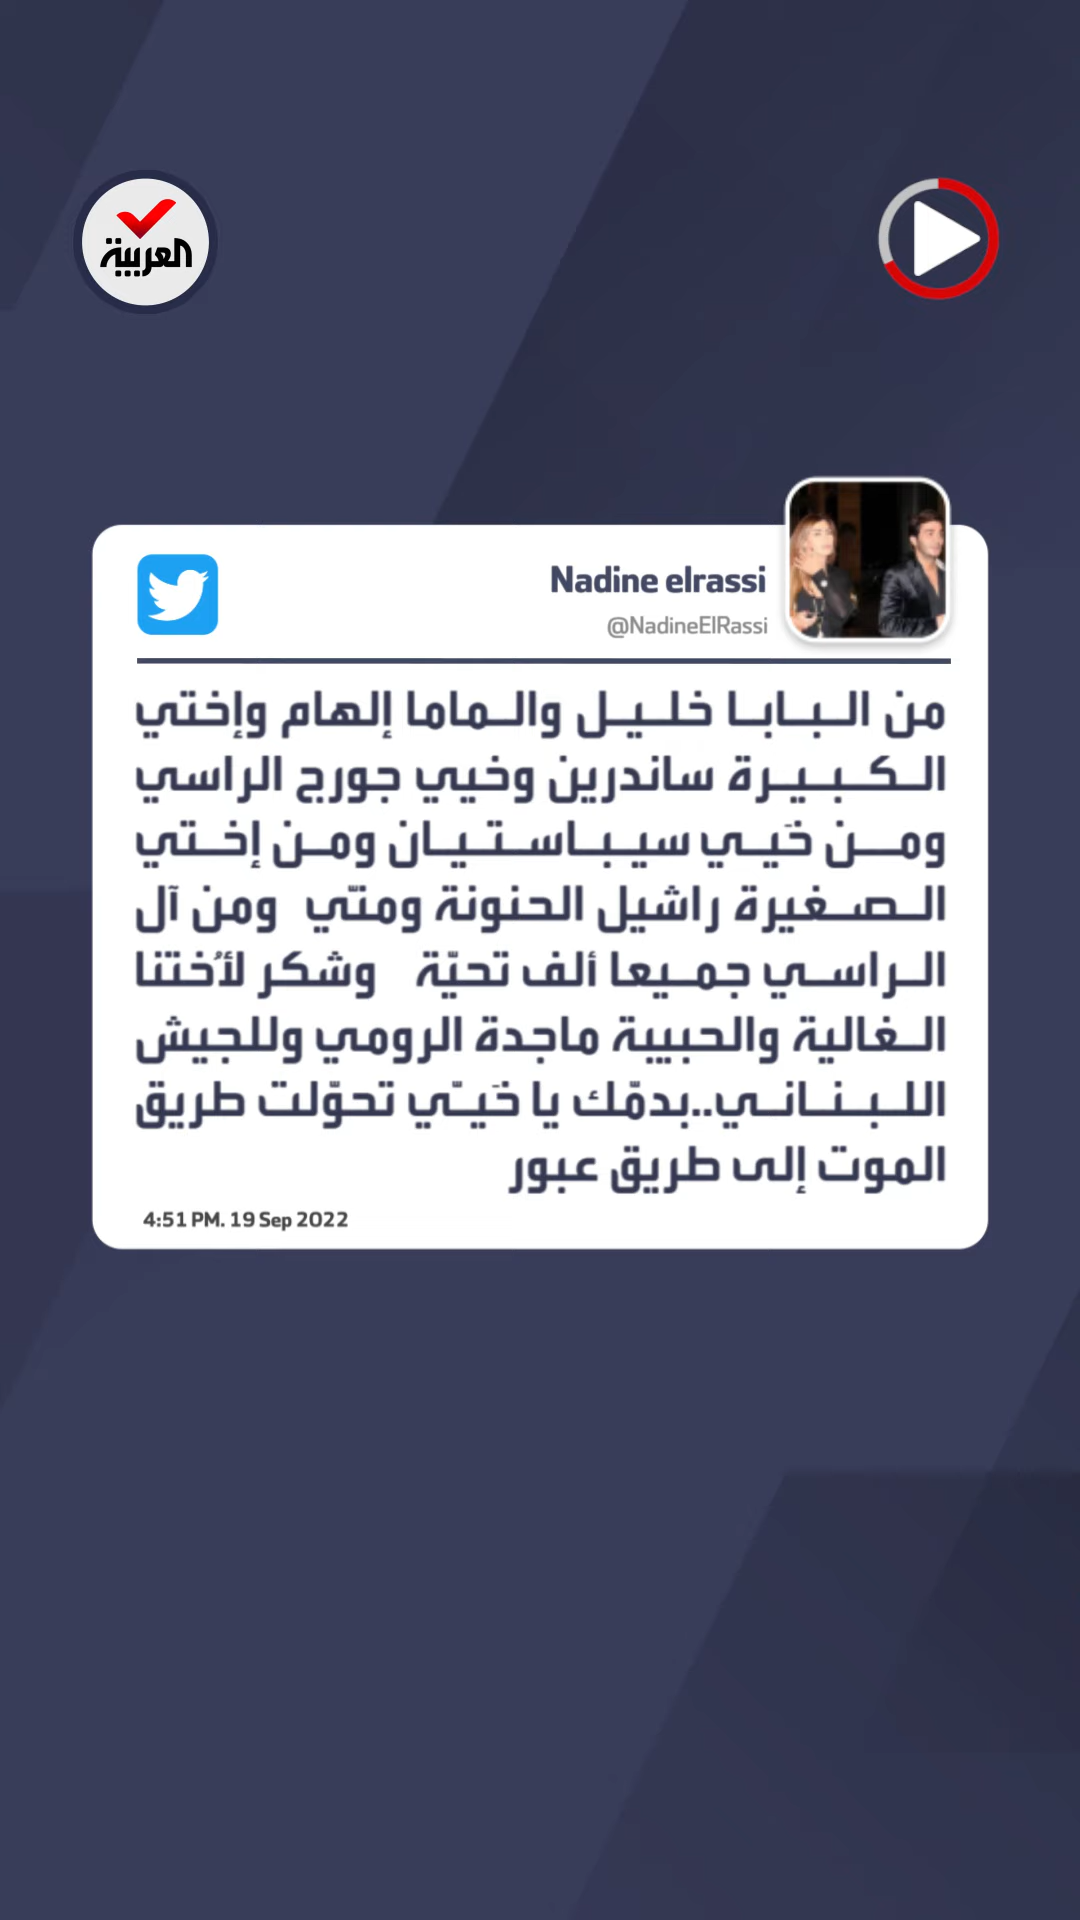 العربية
Nadine elrassi
@NadineElRassi
من البابا خليل والماما إلهام وإختي
الكبيرة ساندرين وخيي جورج الراسي
ومن خَيي سيباستيان ومن إختي
الصغيرة راشيل الحنونة ومنّي ومن آل
الراسي جميعا ألف تحيّة وشكر لأُختنا
الغالية والحبيبة ماجدة الرومي وللجيش
اللبناني..بدمّك يا خَيّي تحوّلت طريق
الموت إلى طريق عبور
4:51 PM. 19 Sep 2022